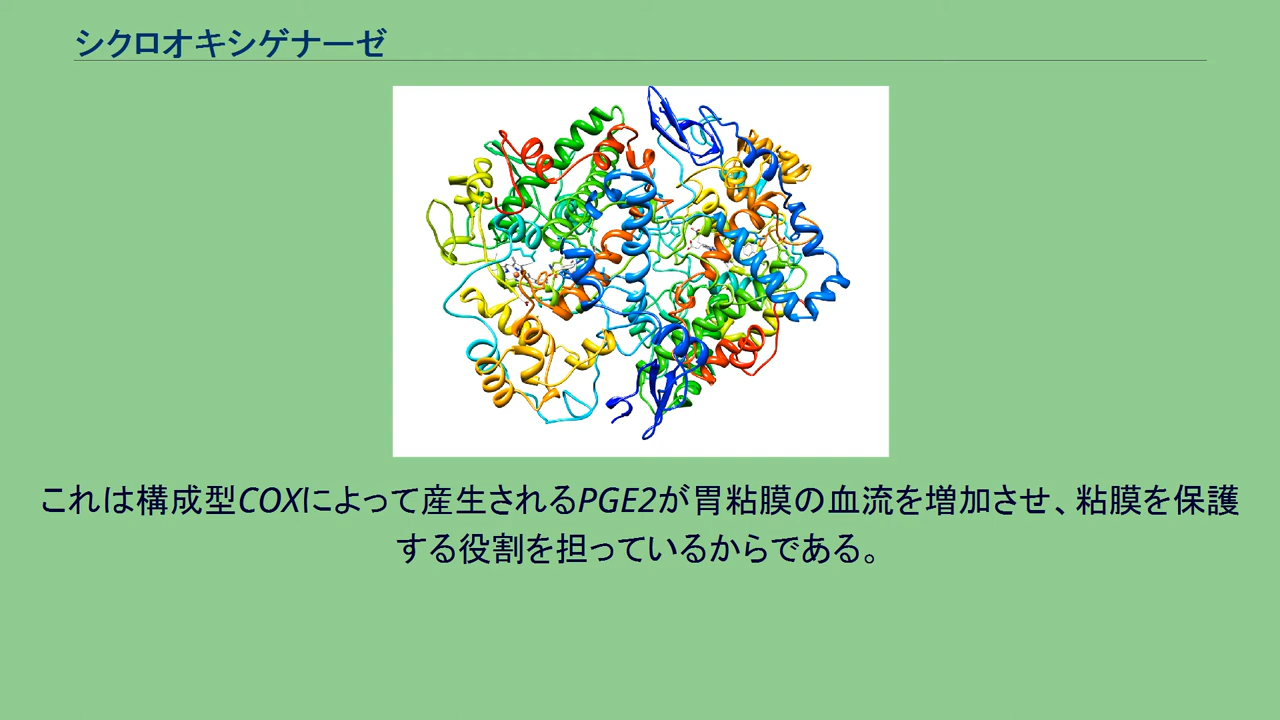 シクロオキシゲナーゼ
これは構成型COXによって産生されるPGE2が胃粘膜の血流を増加させ、粘膜を保護
する役割を担っているからである。